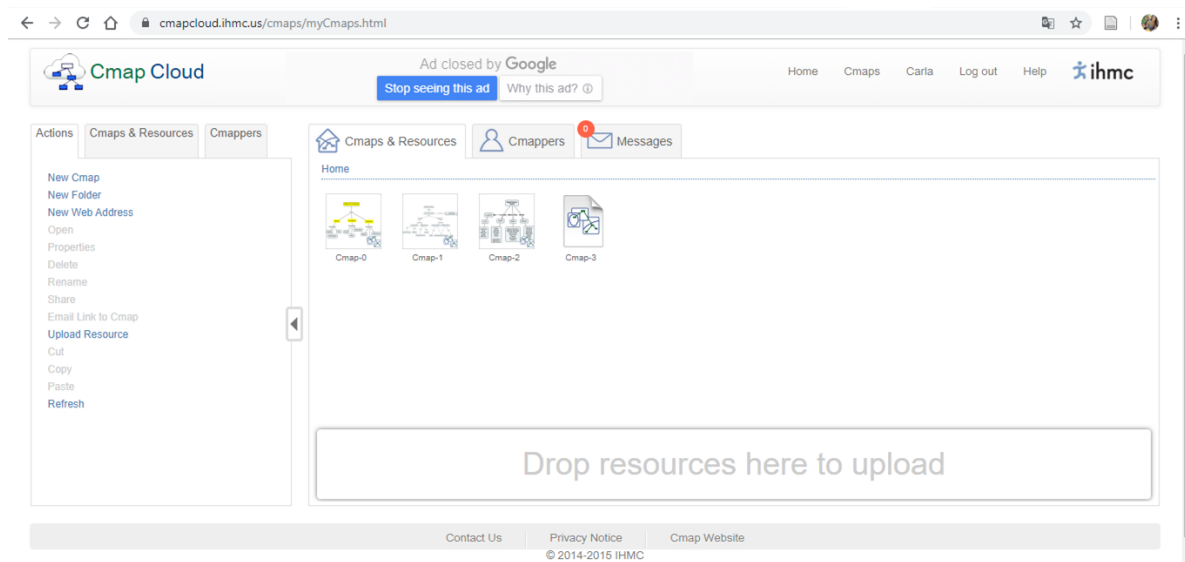 cmapcloud.ihmc.us/cmaps/myCmaps.html
Cmap Cloud
Ad closed by Google
Stop seeing this ad Why this ad?
Home Cmaps Carla Log out Help ihmc
Actions Cmaps & Resources Cmappers
New Cmap
New Folder
New Web Address
Open
Properties
Delete
Rename
Share
Email Link to Cmap
Upload Resource
Cut
Copy
Paste
Refresh
Cmaps & Resources Cmappers 0 Messages
Home
Cmap-0 Cmap-1 Cmap-2 Cmap-3
Drop resources here to upload
Contact Us Privacy Notice Cmap Website
© 2014-2015 IHMC